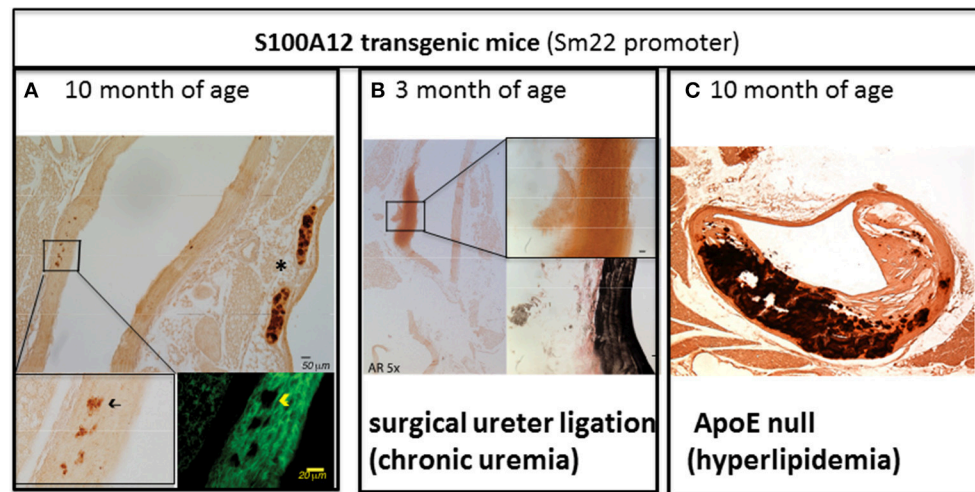 S100A12 transgenic mice (Sm22 promoter)
A 10 month of age
*
50 µm
20 µm
B 3 month of age
AR 5x
surgical ureter ligation
(chronic uremia)
C 10 month of age
ApoE null
(hyperlipidemia)